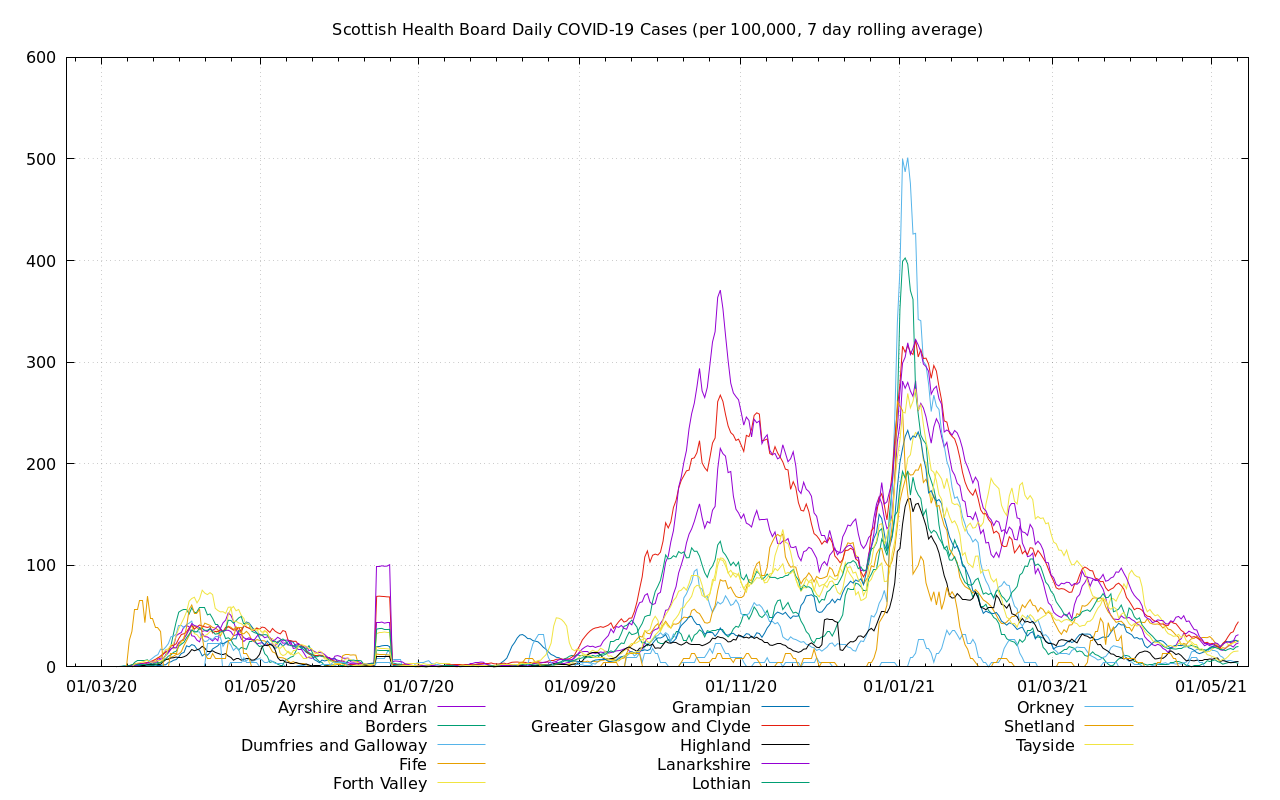 Scottish Health Board Daily COVID-19 Cases (per 100,000, 7 day rolling average)
600
500
400
300
200
100
0
01/03/20 01/05/20 01/07/20 01/09/20 01/11/20 01/01/21 01/03/21 01/05/21
Ayrshire and Arran Grampian Orkney
Borders Greater Glasgow and Clyde Shetland
Dumfries and Galloway Highland Tayside
Fife Lanarkshire
Forth Valley Lothian